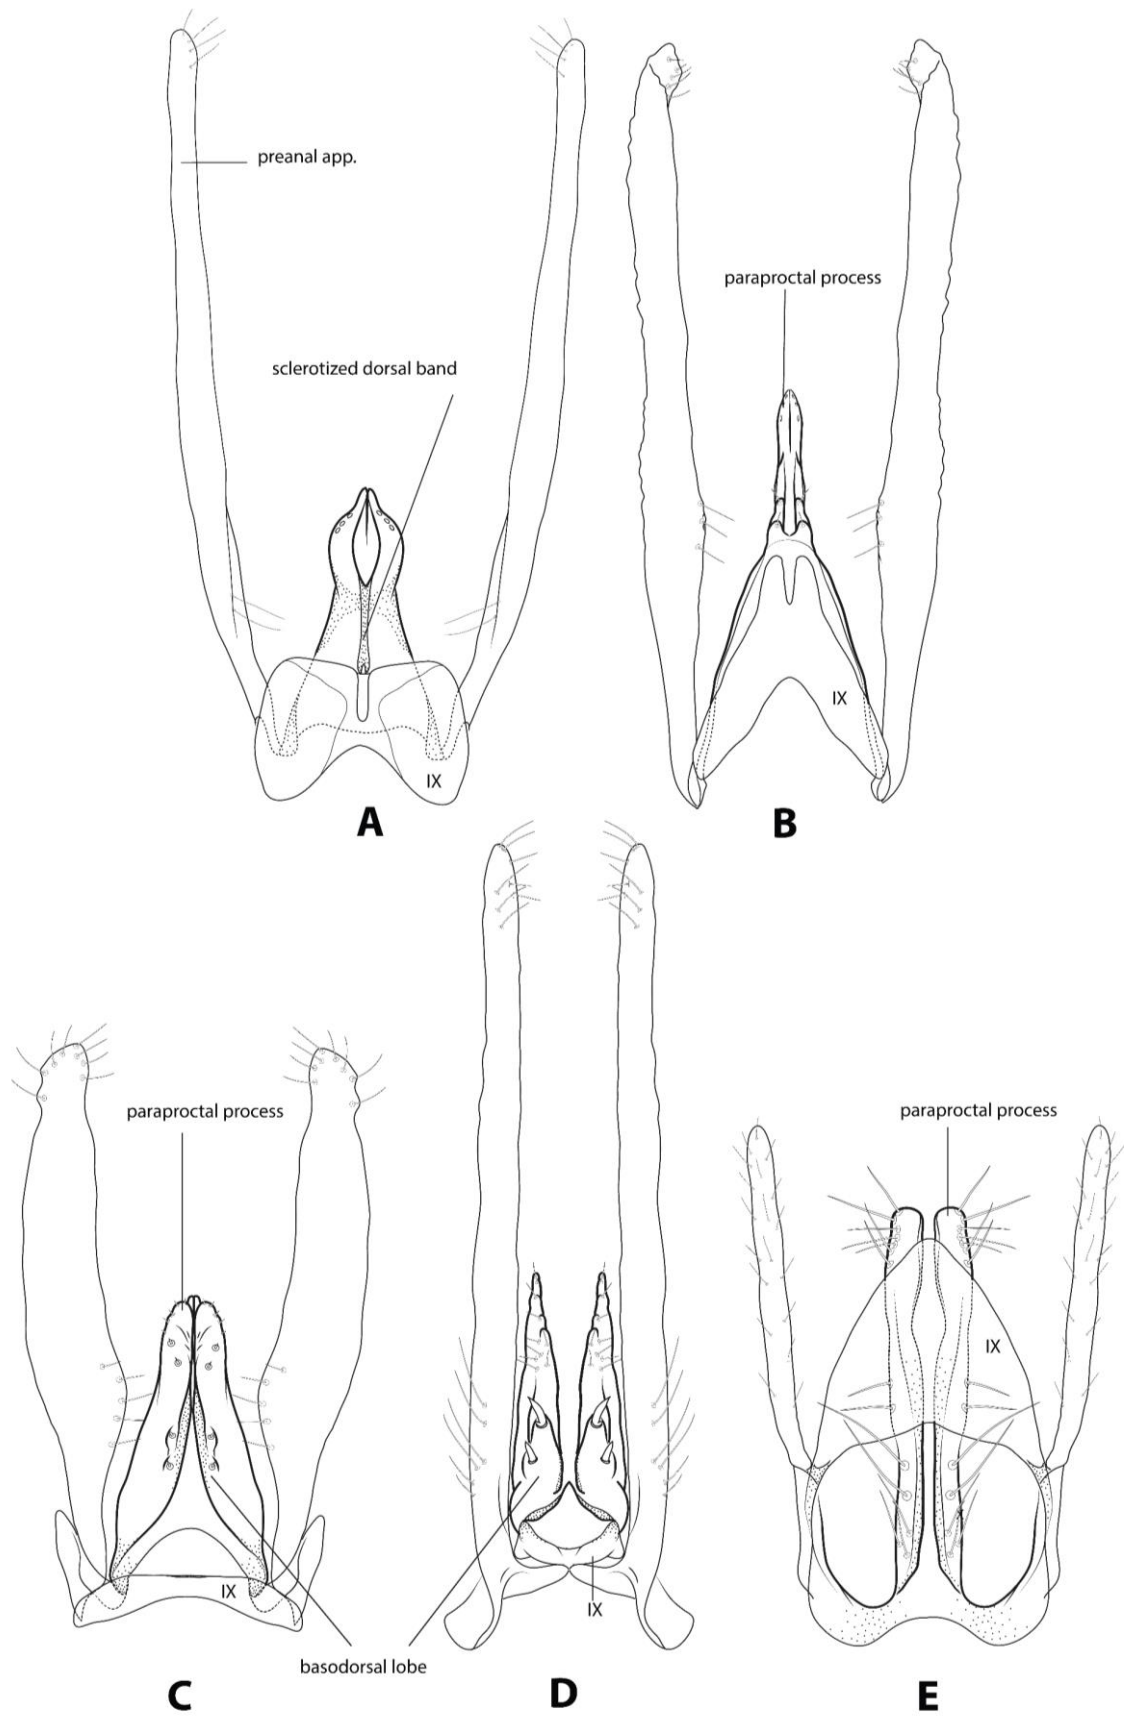 preanal app.
sclerotized dorsal band
IX
A
paraproctal process
IX
B
paraproctal process
IX
basodorsal lobe
C
IX
D
paraproctal process
IX
E